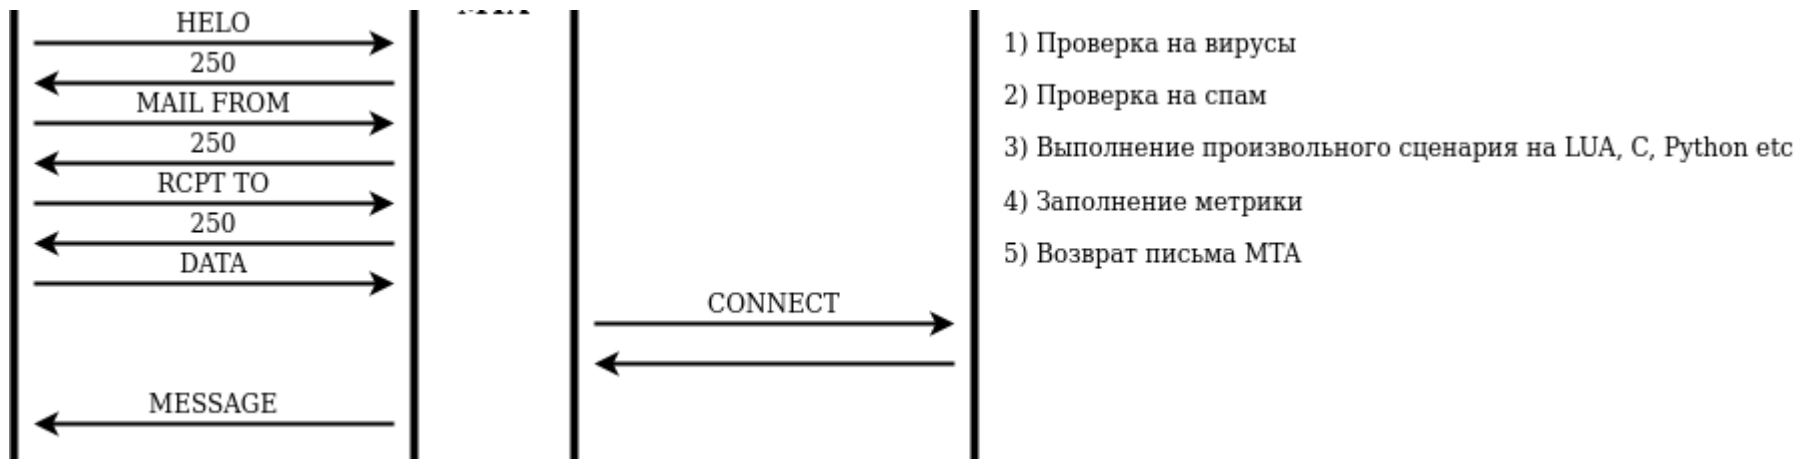 HELO
250
MAIL FROM
250
RCPT TO
250
DATA
CONNECT
MESSAGE
1) Проверка на вирусы
2) Проверка на спам
3) Выполнение произвольного сценария на LUA, C, Python etc
4) Заполнение метрики
5) Возврат письма MTA